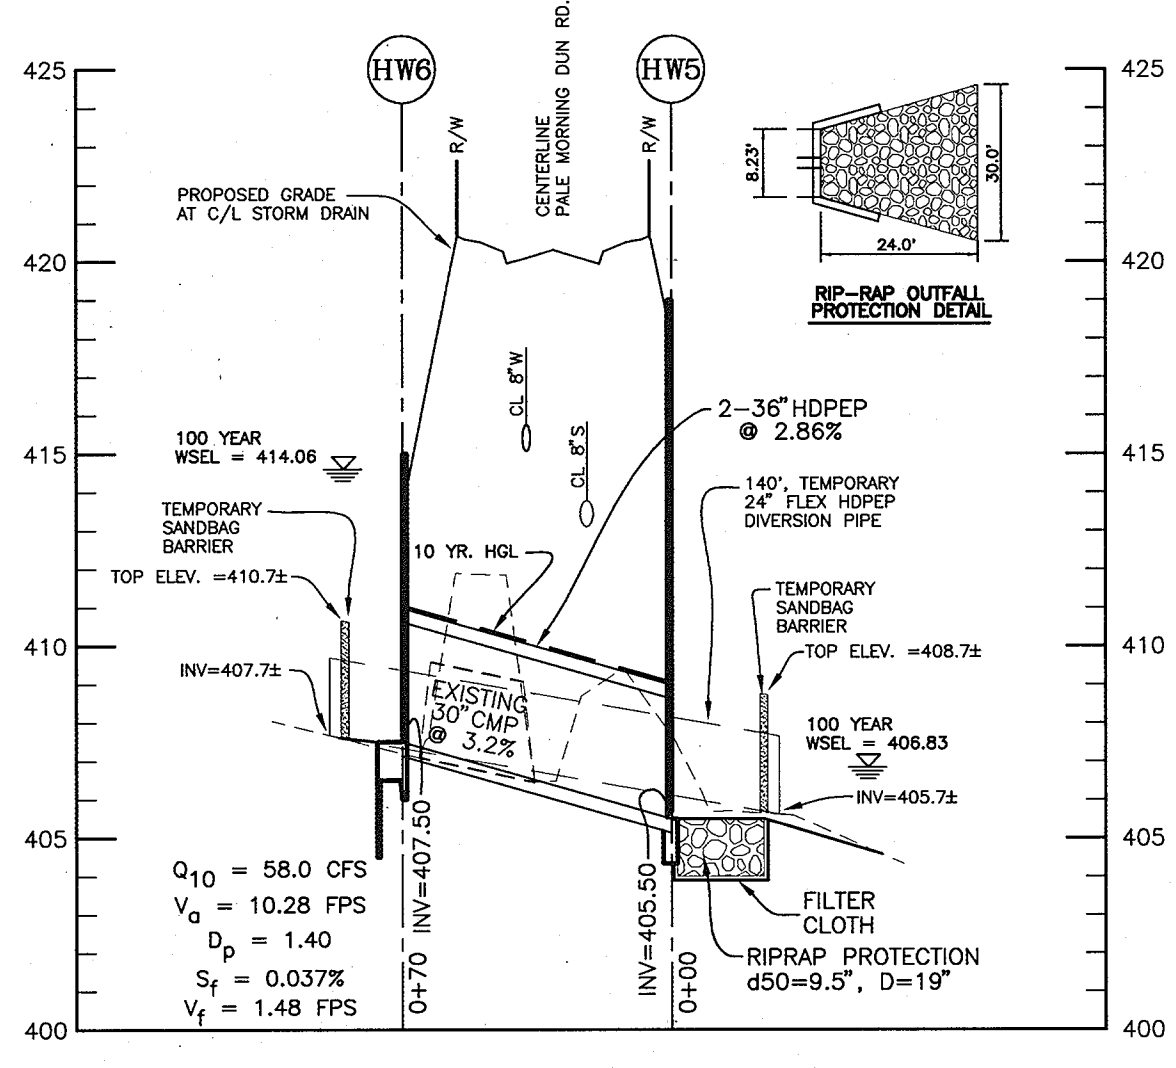 HW6
HW5
CENTERLINE
PALE MORNING DUN RD.
R/W
R/W
425
420
415
410
405
400
425
420
415
410
405
400
PROPOSED GRADE
AT C/L STORM DRAIN
8.23'
30.0'
24.0'
RIP-RAP OUTFALL
PROTECTION DETAIL
CL 8"W
CL 8"S
2-36"HDPEP
@ 2.86%
100 YEAR
WSEL = 414.06
TEMPORARY
SANDBAG
BARRIER
TOP ELEV. =410.7±
INV=407.7±
10 YR. HGL
140', TEMPORARY
24" FLEX HDPEP
DIVERSION PIPE
TEMPORARY
SANDBAG
BARRIER
TOP ELEV. =408.7±
EXISTING
30"CMP
@ 3.2%
100 YEAR
WSEL = 406.83
INV=405.7±
Q10 = 58.0 CFS
Va = 10.28 FPS
Dp = 1.40
Sf = 0.037%
Vf = 1.48 FPS
0+70 INV=407.50
INV=405.50
0+00
FILTER
CLOTH
RIPRAP PROTECTION
d50=9.5", D=19"